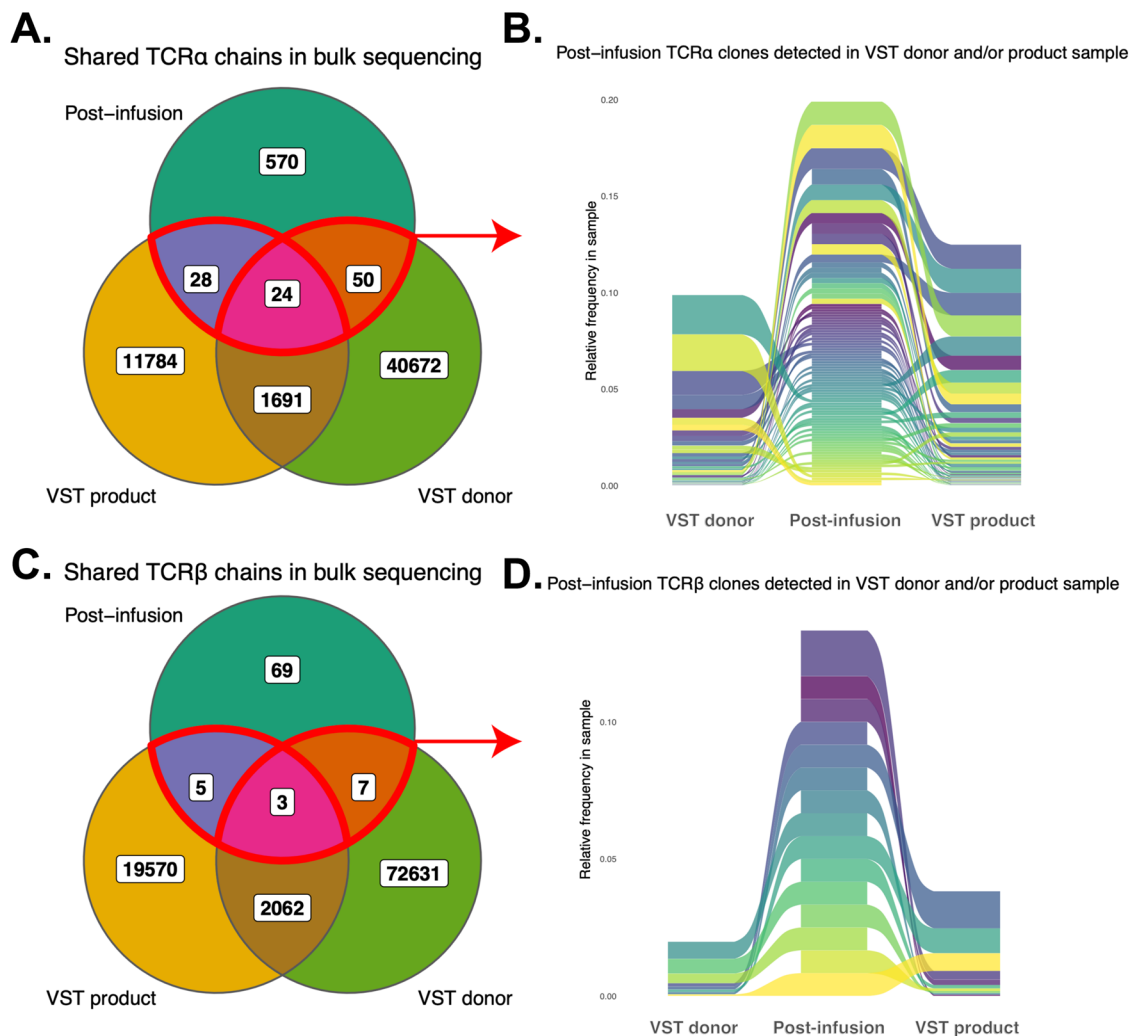 A.
Shared TCRα chains in bulk sequencing
Post-infusion
570
28
24
50
11784
1691
40672
VST product
VST donor
B.
Post-infusion TCRα clones detected in VST donor and/or product sample
Relative frequency in sample
0.20
0.15
0.10
0.05
0.00
VST donor
Post-infusion
VST product
C.
Shared TCRβ chains in bulk sequencing
Post-infusion
69
5
3
7
19570
2062
72631
VST product
VST donor
D.
Post-infusion TCRβ clones detected in VST donor and/or product sample
Relative frequency in sample
0.10
0.05
0.00
VST donor
Post-infusion
VST product